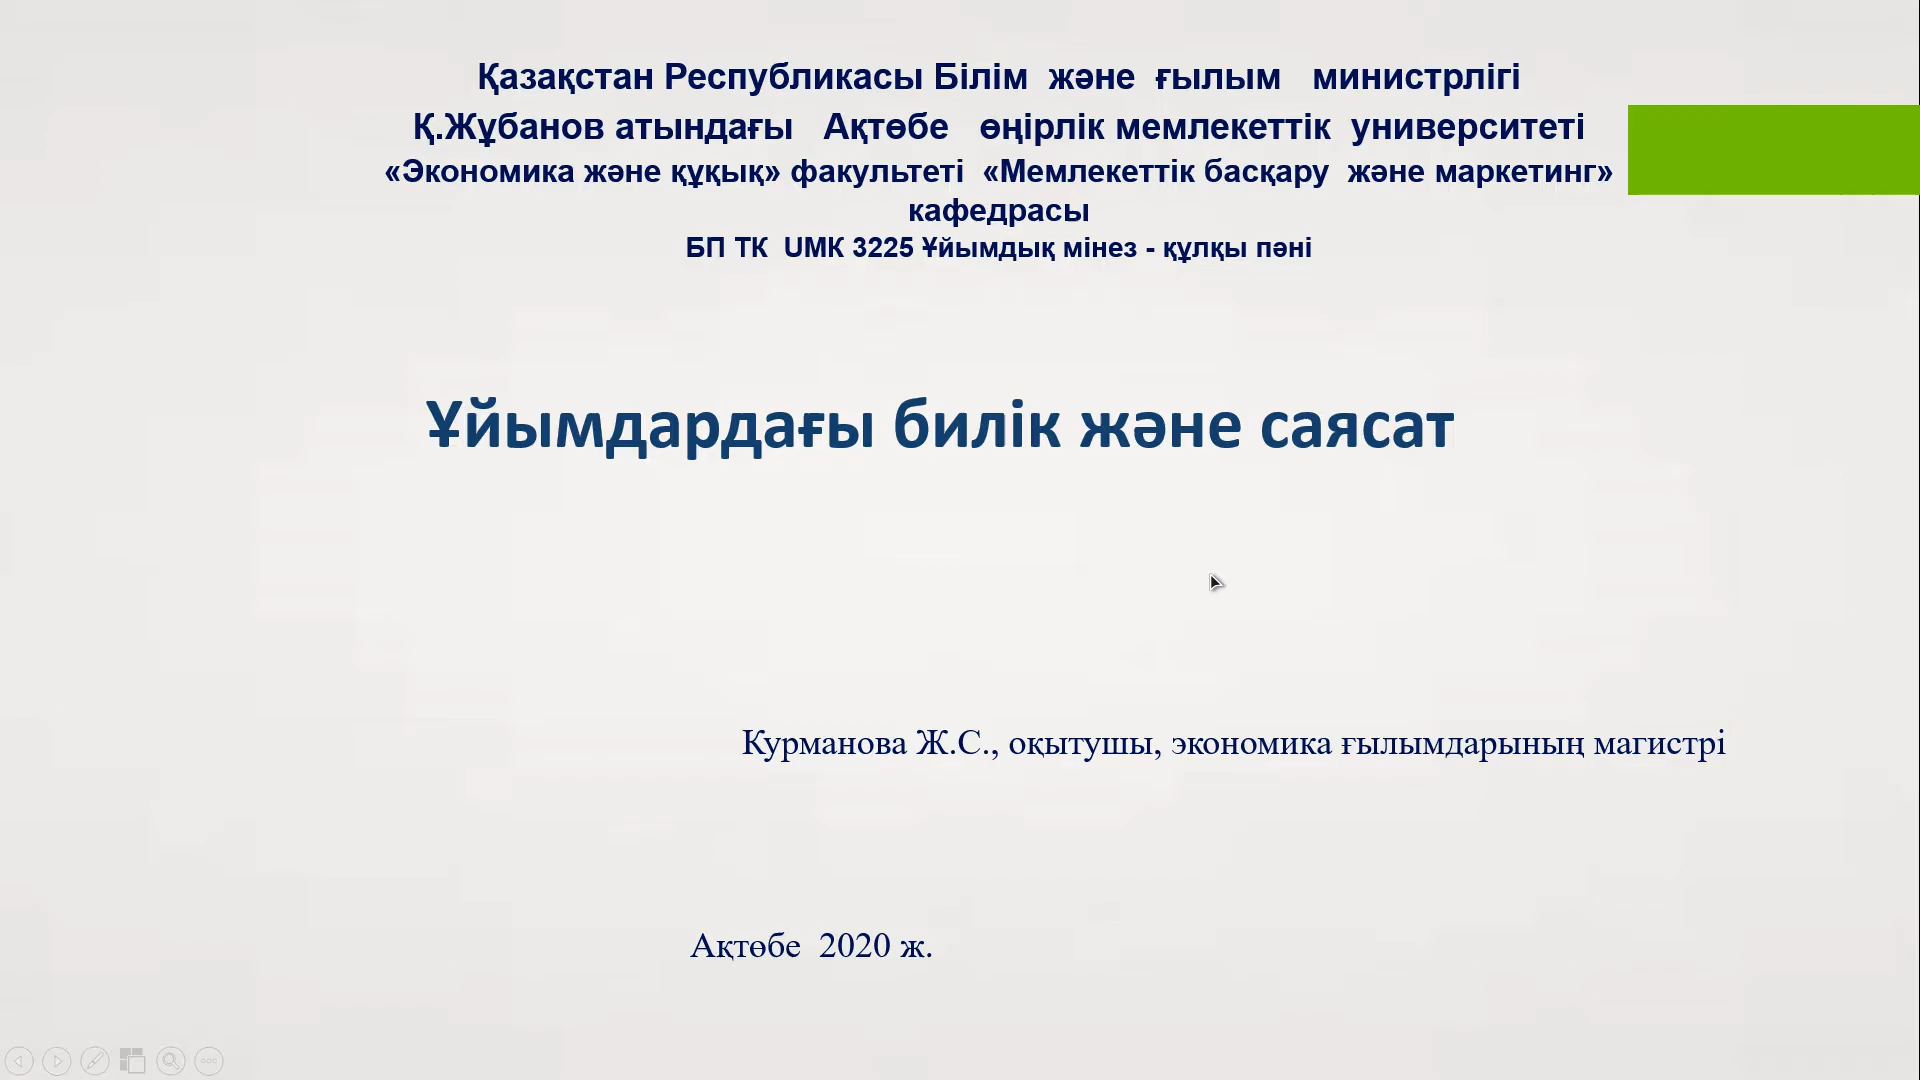 Қазақстан Республикасы Білім және ғылым министрлігі
Қ.Жұбанов атындағы Ақтөбе өңірлік мемлекеттік университеті
«Экономика және құқық» факультеті «Мемлекеттік басқару және маркетинг»
кафедрасы
БП ТК UMK 3225 Ұйымдық мінез - құлқы пәні
Ұйымдардағы билік және саясат
Курманова Ж.С., оқытушы, экономика ғылымдарының магистрі
Ақтөбе 2020 ж.